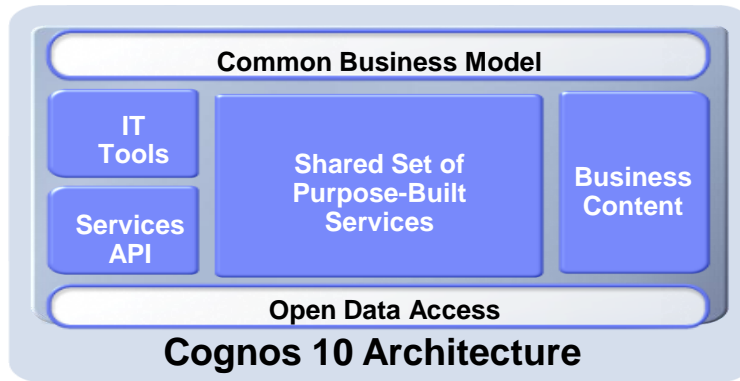 Common Business Model
IT
Tools
Services
API
Shared Set of
Purpose-Built
Services
Business
Content
Open Data Access
Cognos 10 Architecture